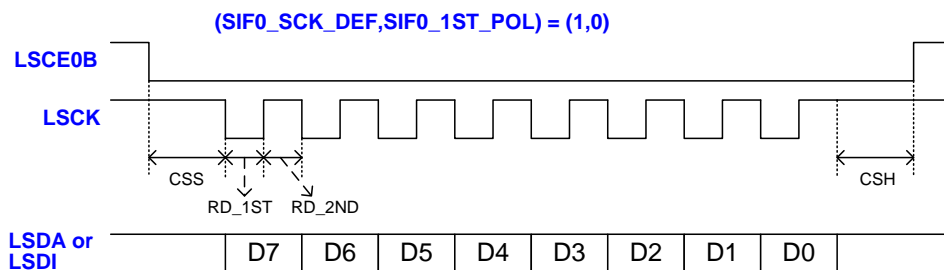 (SIF0_SCK_DEF,SIF0_1ST_POL) = (1,0)
LSCE0B
LSCK
CSS
CSH
RD_1ST RD_2ND
LSDA or
LSDI
D7 D6 D5 D4 D3 D2 D1 D0